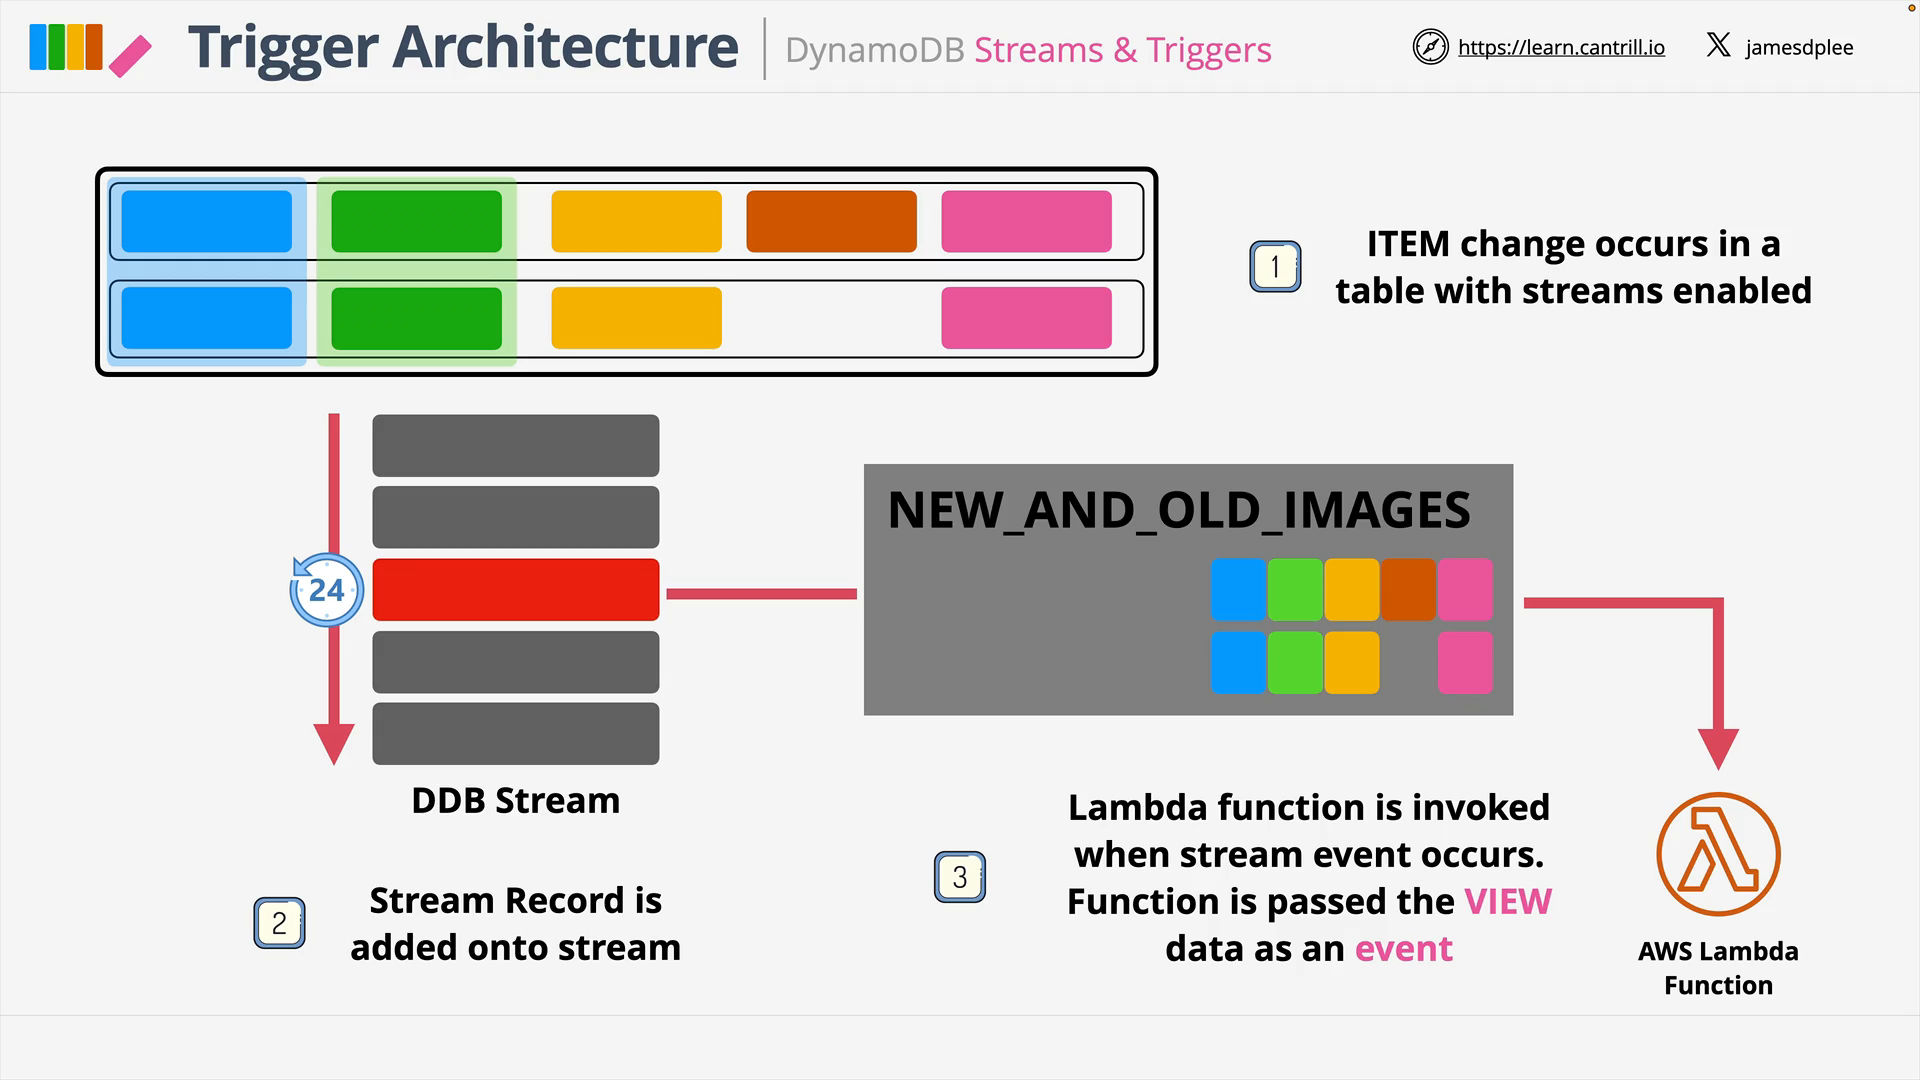 Trigger Architecture
DynamoDB Streams & Triggers
https://learn.cantrill.io
jamesdplee
1
ITEM change occurs in a
table with streams enabled
24
NEW_AND_OLD_IMAGES
DDB Stream
2
Stream Record is
added onto stream
3
Lambda function is invoked
when stream event occurs.
Function is passed the VIEW
data as an event
AWS Lambda
Function